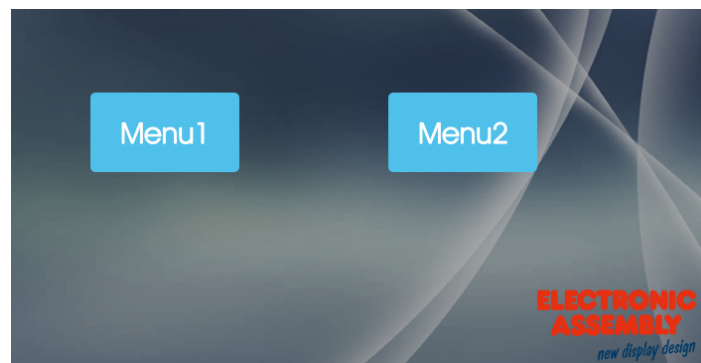 Menu1
Menu2
ELECTRONIC
ASSEMBLY
new display design